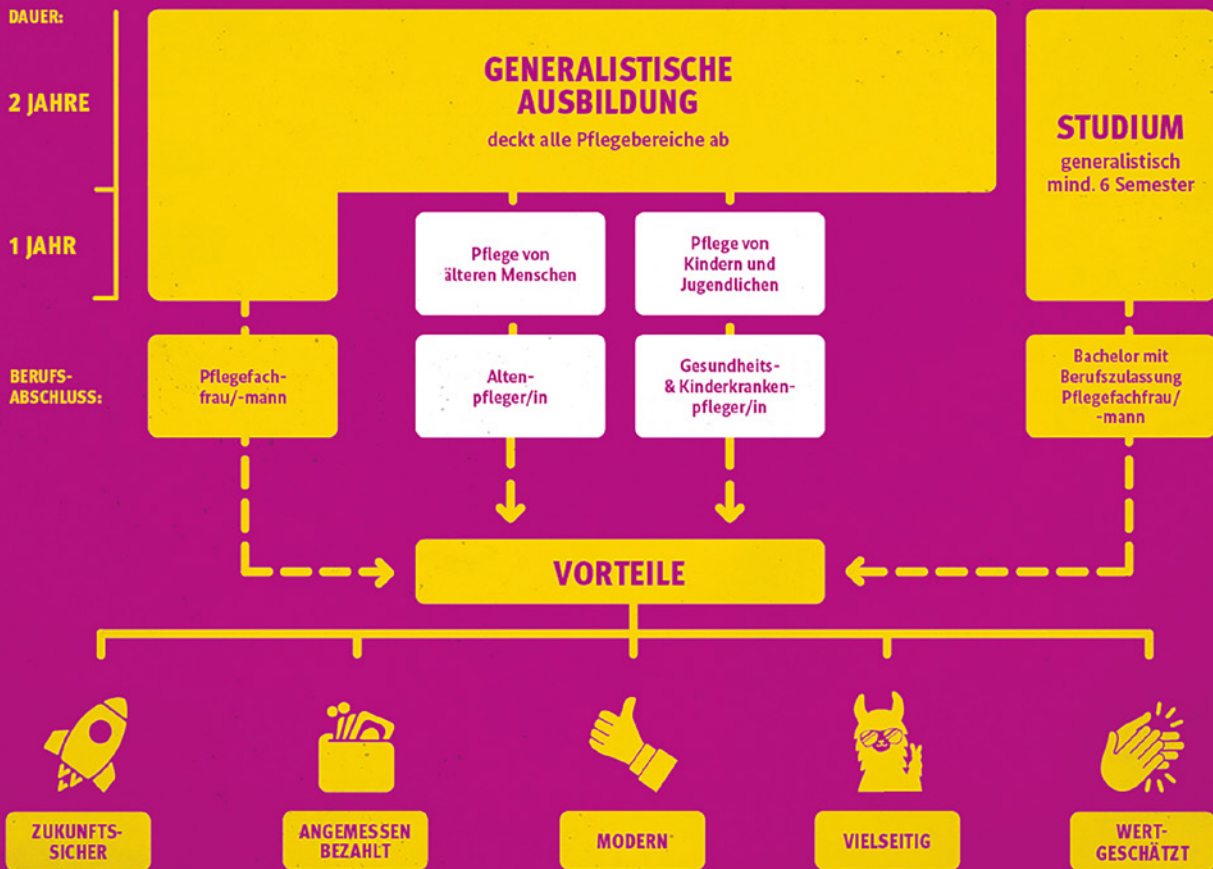 DAUER:
2 JAHRE
1 JAHR
BERUFS-
ABSCHLUSS:
GENERALISTISCHE
AUSBILDUNG
deckt alle Pflegebereiche ab
STUDIUM
generalistisch
mind. 6 Semester
Pflege von
älteren Menschen
Pflege von
Kindern und
Jugendlichen
Pflegefach-
frau/-mann
Alten-
pfleger/in
Gesundheits-
& Kinderkranken-
pfleger/in
Bachelor mit
Berufszulassung
Pflegefachfrau/
-mann
VORTEILE
ZUKUNFTS-
SICHER
ANGEMESSEN
BEZAHLT
MODERN
VIELSEITIG
WERT-
GESCHÄTZT